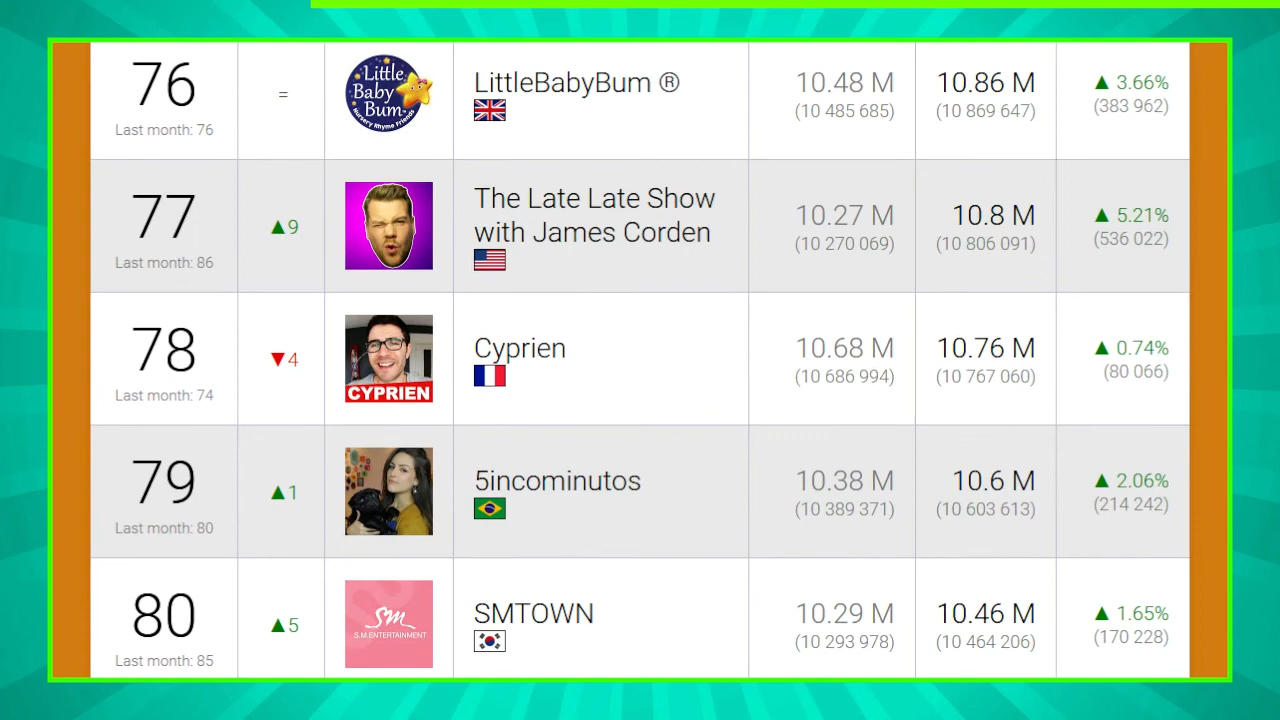 76
Last month: 76
=
Little
Baby
Bum
Nursery Rhyme Friends
LittleBabyBum ®
10.48 M
(10 485 685)
10.86 M
(10 869 647)
▲ 3.66%
(383 962)
77
Last month: 86
▲9
The Late Late Show
with James Corden
10.27 M
(10 270 069)
10.8 M
(10 806 091)
▲ 5.21%
(536 022)
78
Last month: 74
▼4
CYPRIEN
Cyprien
10.68 M
(10 686 994)
10.76 M
(10 767 060)
▲ 0.74%
(80 066)
79
Last month: 80
▲1
5incominutos
10.38 M
(10 389 371)
10.6 M
(10 603 613)
▲ 2.06%
(214 242)
80
Last month: 85
▲5
SM
S.M.ENTERTAINMENT
SMTOWN
10.29 M
(10 293 978)
10.46 M
(10 464 206)
▲ 1.65%
(170 228)